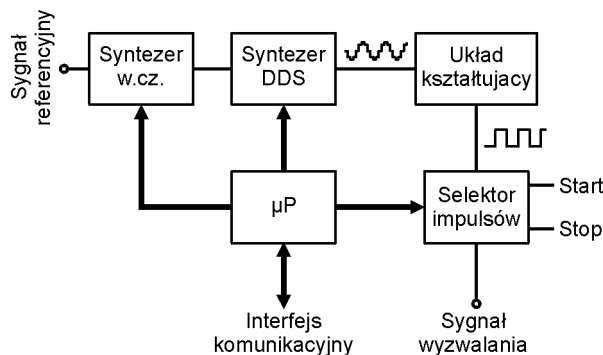 Sygnał
referencyjny
Syntezer
w.cz.
Syntezer
DDS
Układ
kształtujacy
µP
Selektor
impulsów
Start
Stop
Interfejs
komunikacyjny
Sygnał
wyzwalania